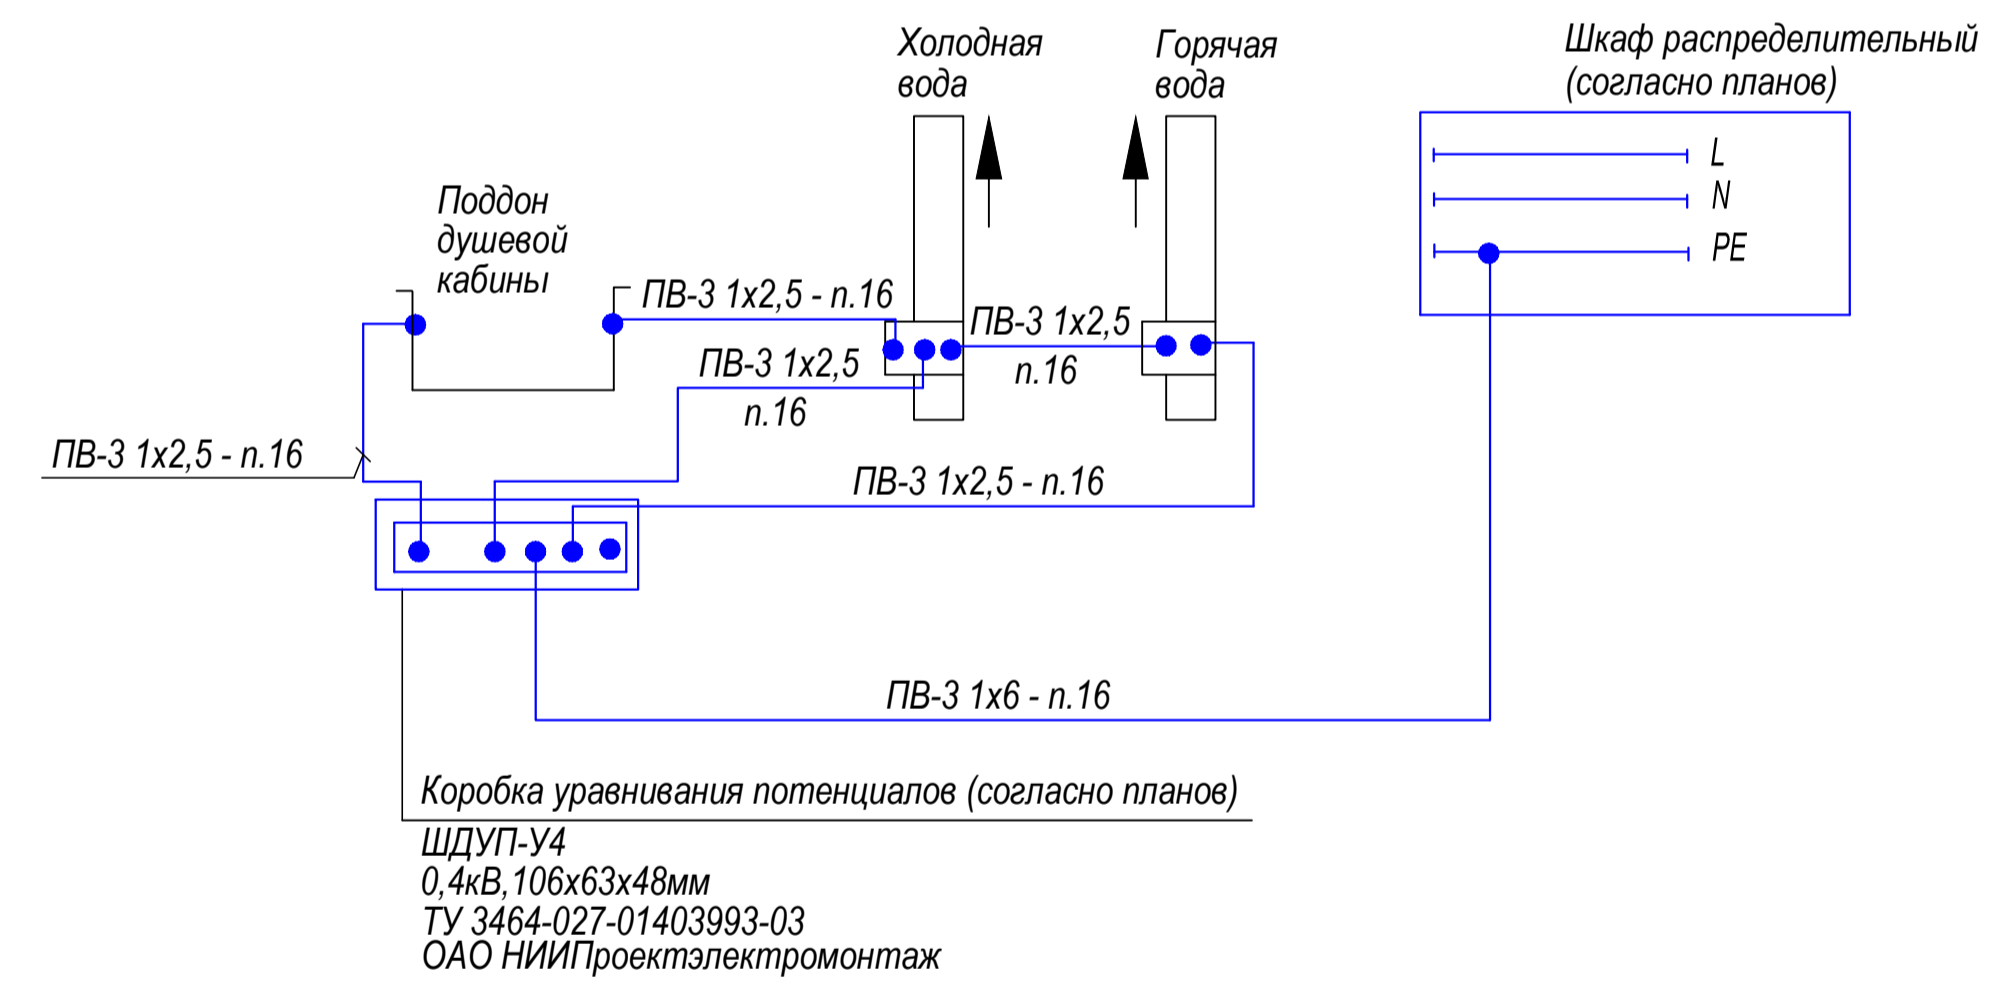 Холодная
вода
Горячая
вода
Шкаф распределительный
(согласно планов)
L
N
PE
Поддон
душевой
кабины
ПВ-3 1х2,5 - п.16
ПВ-3 1х2,5
п.16
ПВ-3 1х2,5
п.16
ПВ-3 1х2,5 - п.16
ПВ-3 1х2,5 - п.16
ПВ-3 1х6 - п.16
Коробка уравнивания потенциалов (согласно планов)
ШДУП-У4
0,4кВ,106х63х48мм
ТУ 3464-027-01403993-03
ОАО НИИПроектэлектромонтаж